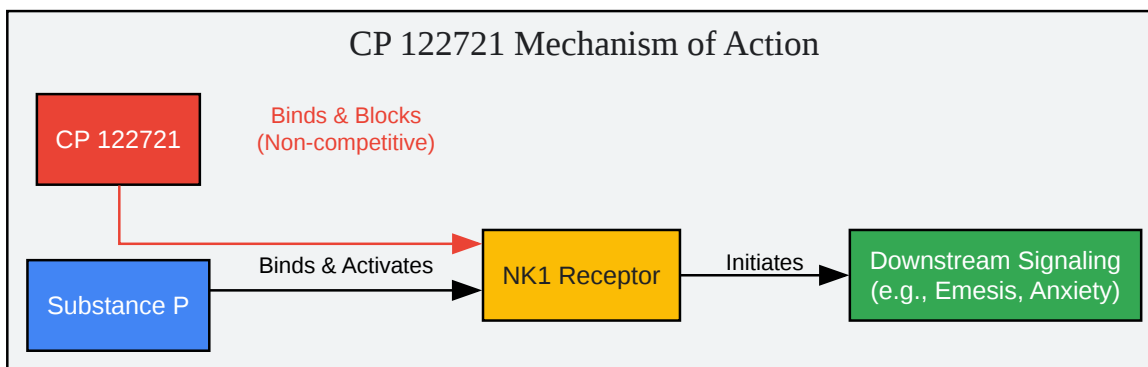 CP 122721 Mechanism of Action
CP 122721
Binds & Blocks
(Non-competitive)
Substance P
Binds & Activates
NK1 Receptor
Initiates
Downstream Signaling
(e.g., Emesis, Anxiety)